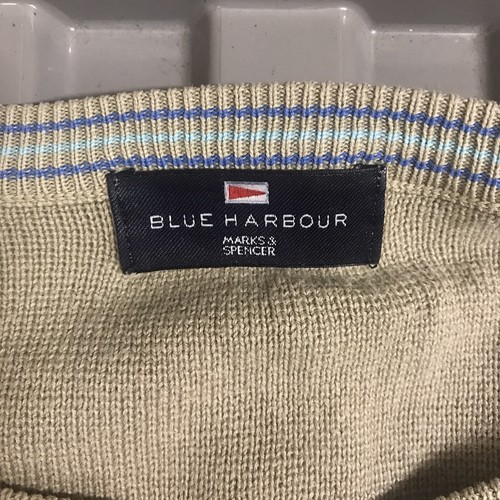 BLUE HARBOUR
MARKS &
SPENCER